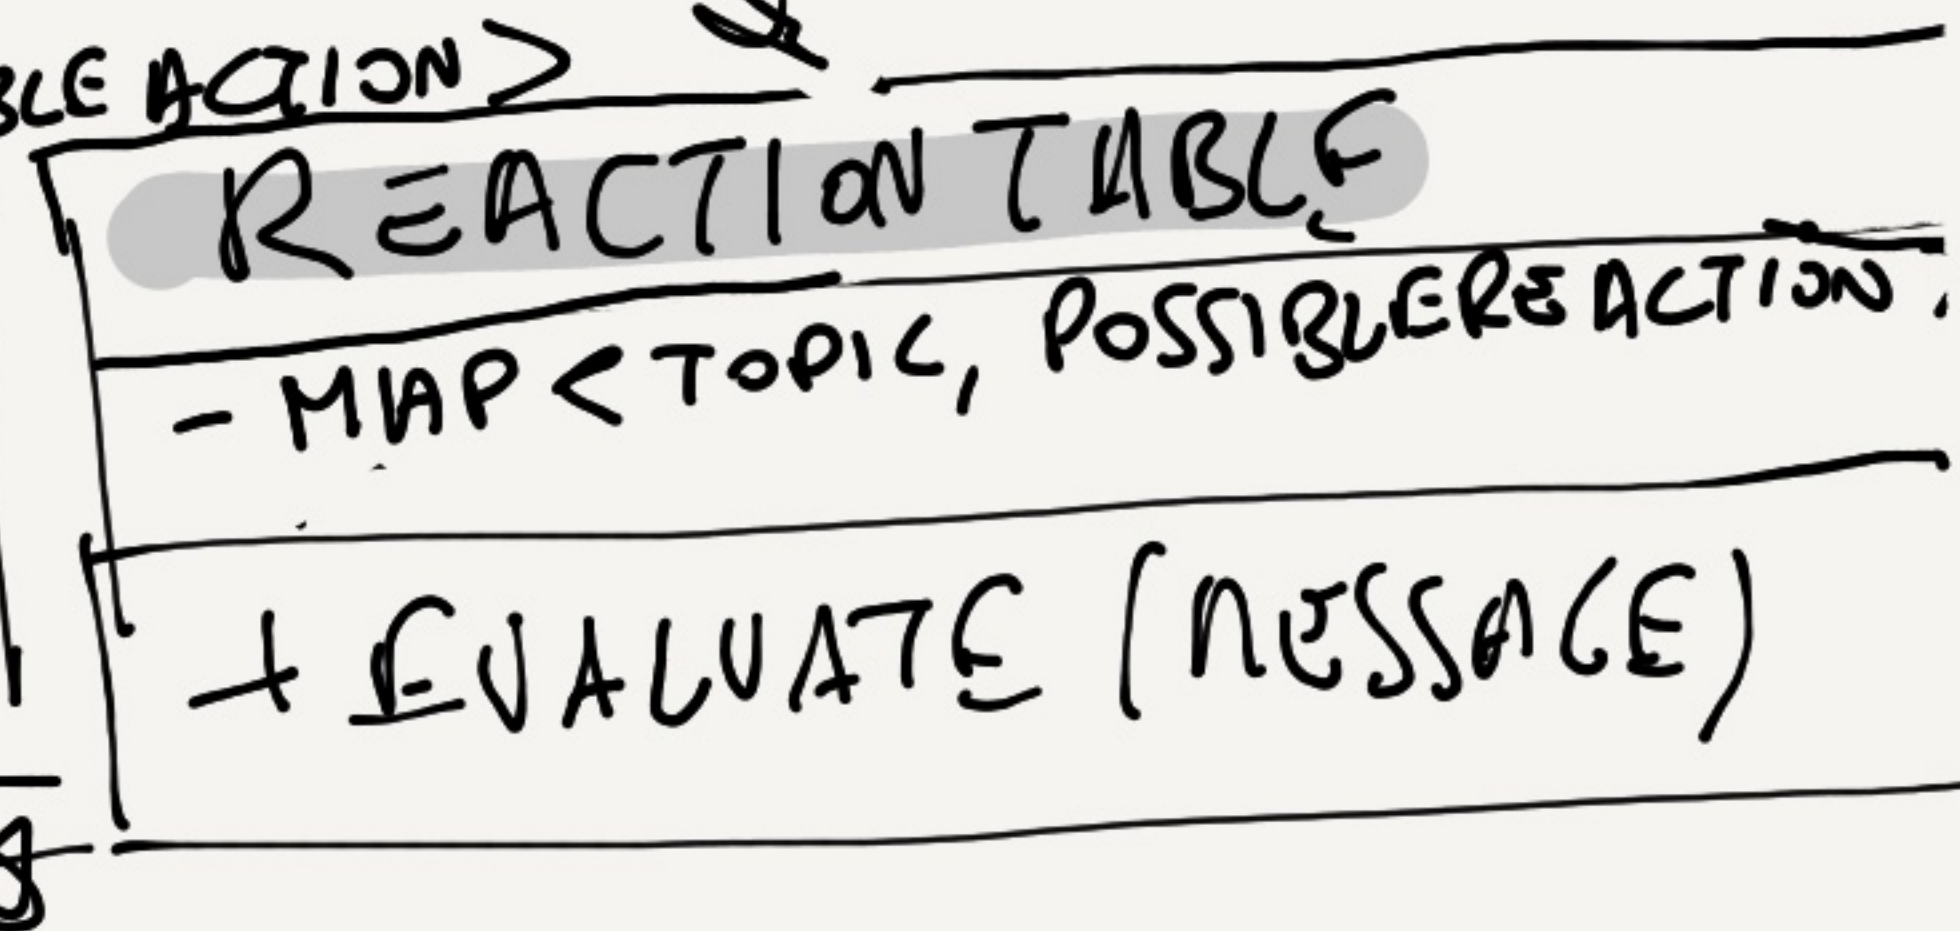 BLE ACTION>
REACTION TABLE
- MAP<TOPIC, POSSIBLEREACTION
+ EVALUATE (MESSAGE)